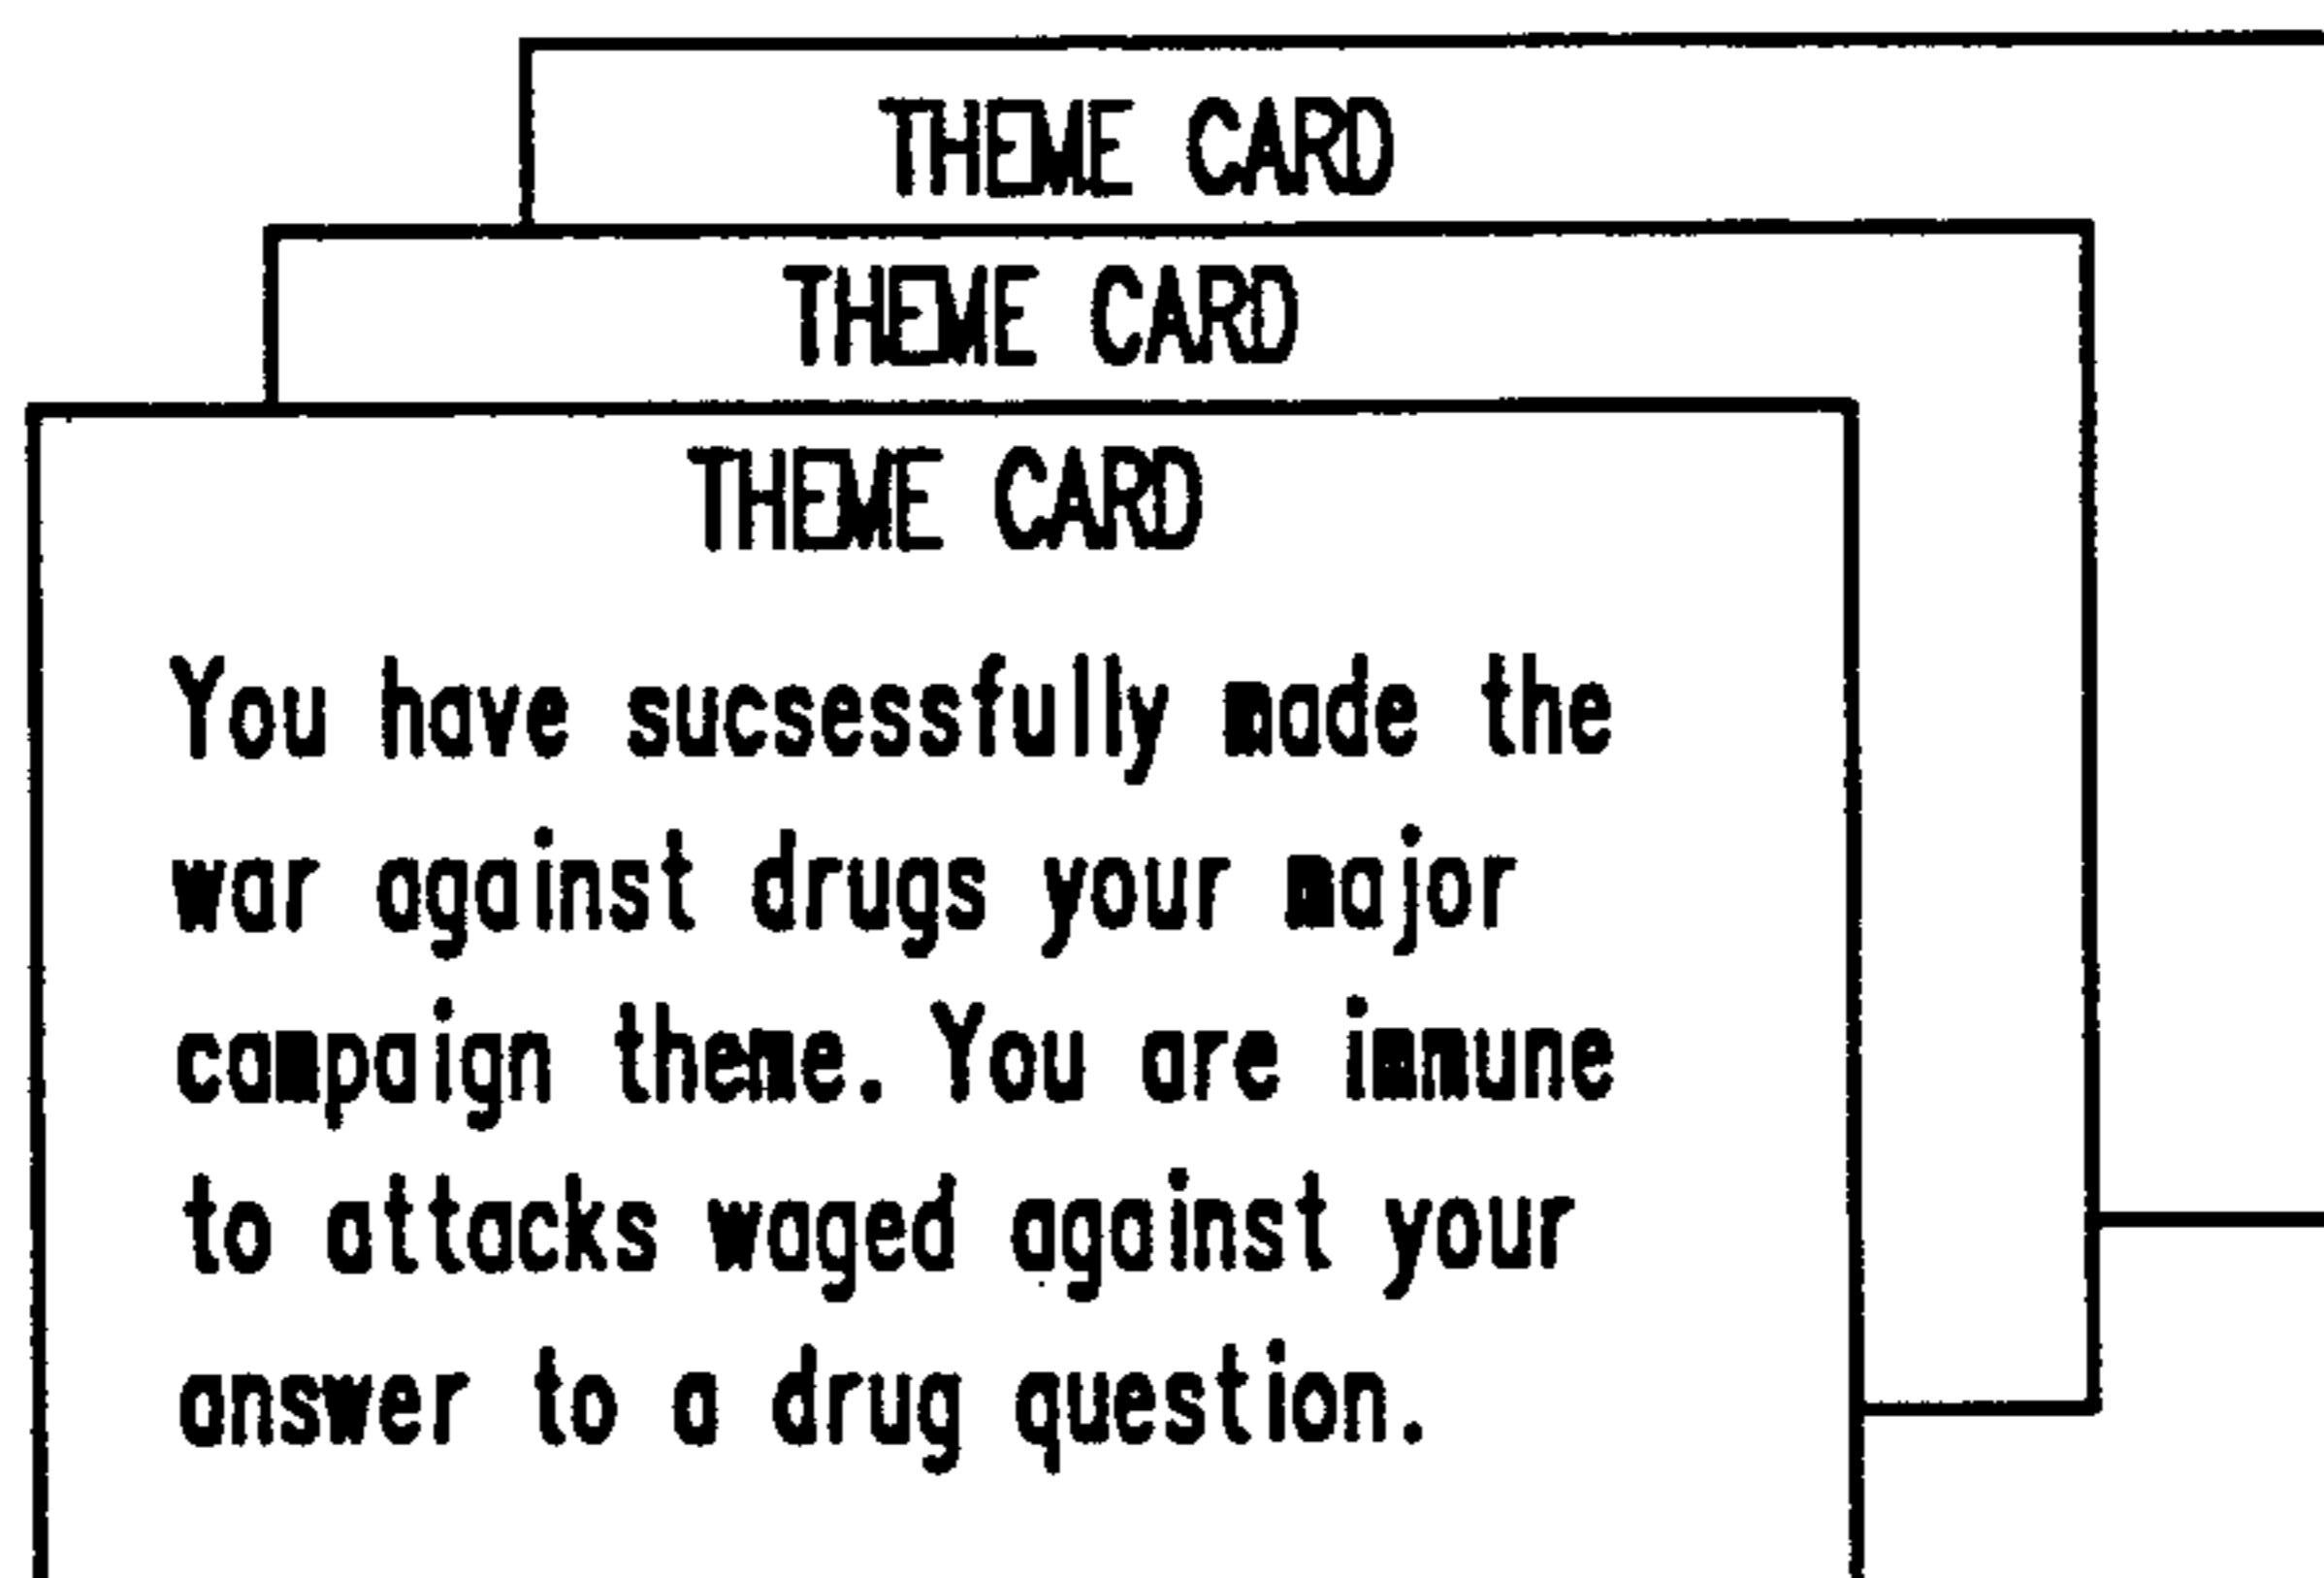 THEME CARD
THEME CARD
THEME CARD
You have sucsessfully made the
war against drugs your major
campaign theme. You are immune
to attacks waged against your
answer to a drug question.